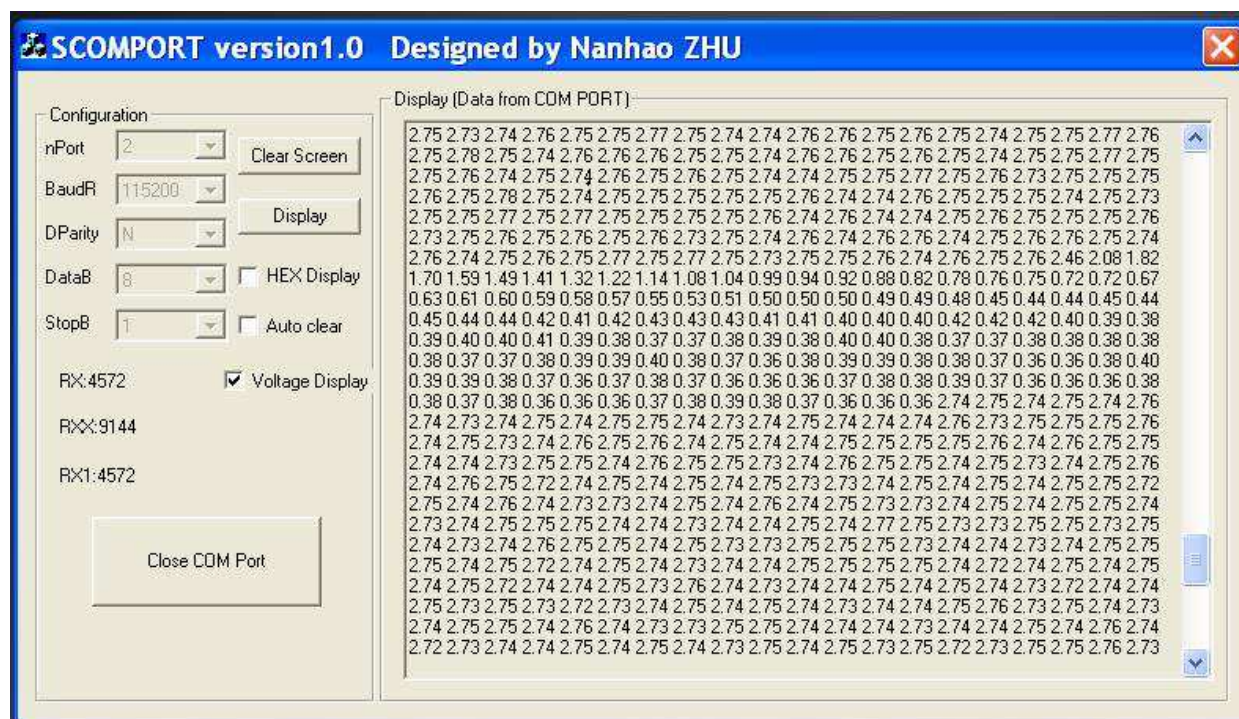 SCOMPORT version1.0 Designed by Nanhao ZHU
Configuration
nPort 2 Clear Screen
BaudR 115200
Display
DParity N
DataB 8 HEX Display
StopB 1 Auto clear
RX:4572 Voltage Display
RXX:9144
RX1:4572
Close COM Port
Display (Data from COM PORT)
2.75 2.73 2.74 2.76 2.75 2.75 2.77 2.75 2.74 2.74 2.76 2.76 2.75 2.76 2.75 2.74 2.75 2.75 2.77 2.76
2.75 2.78 2.75 2.74 2.76 2.76 2.76 2.75 2.75 2.74 2.76 2.76 2.75 2.76 2.75 2.74 2.75 2.75 2.77 2.75
2.75 2.76 2.74 2.75 2.74 2.76 2.75 2.76 2.75 2.74 2.74 2.75 2.75 2.77 2.75 2.76 2.73 2.75 2.75 2.75
2.76 2.75 2.78 2.75 2.74 2.75 2.75 2.75 2.75 2.75 2.76 2.74 2.74 2.76 2.75 2.75 2.75 2.74 2.75 2.73
2.75 2.75 2.77 2.75 2.77 2.75 2.75 2.75 2.75 2.76 2.74 2.76 2.74 2.75 2.76 2.75 2.76 2.75 2.75 2.76
2.73 2.75 2.76 2.75 2.76 2.75 2.76 2.73 2.75 2.74 2.76 2.74 2.76 2.76 2.74 2.75 2.76 2.76 2.75 2.74
2.76 2.74 2.75 2.76 2.75 2.77 2.75 2.77 2.75 2.73 2.75 2.75 2.76 2.74 2.76 2.75 2.76 2.46 2.08 1.82
1.70 1.59 1.49 1.41 1.32 1.22 1.14 1.08 1.04 0.99 0.94 0.92 0.88 0.82 0.78 0.76 0.75 0.72 0.72 0.67
0.63 0.61 0.60 0.59 0.58 0.57 0.55 0.53 0.51 0.50 0.50 0.50 0.49 0.49 0.48 0.45 0.44 0.44 0.45 0.44
0.45 0.44 0.44 0.42 0.41 0.42 0.43 0.43 0.43 0.41 0.41 0.40 0.40 0.40 0.42 0.42 0.42 0.40 0.39 0.38
0.39 0.40 0.40 0.41 0.39 0.38 0.37 0.37 0.38 0.39 0.38 0.40 0.40 0.38 0.37 0.37 0.38 0.38 0.38 0.38
0.38 0.37 0.37 0.38 0.39 0.39 0.40 0.38 0.37 0.36 0.38 0.39 0.39 0.38 0.38 0.37 0.36 0.36 0.38 0.40
0.39 0.39 0.38 0.37 0.36 0.37 0.38 0.37 0.36 0.36 0.36 0.37 0.38 0.38 0.39 0.37 0.36 0.36 0.36 0.38
0.38 0.37 0.38 0.36 0.36 0.36 0.37 0.38 0.39 0.38 0.37 0.36 0.36 0.36 2.74 2.75 2.74 2.75 2.74 2.76
2.74 2.73 2.74 2.75 2.74 2.75 2.74 2.75 2.74 2.75 2.74 2.75 2.75 2.75 2.76 2.73 2.75 2.75 2.75 2.76
2.74 2.75 2.73 2.74 2.76 2.75 2.76 2.74 2.75 2.74 2.74 2.75 2.75 2.75 2.76 2.73 2.76 2.74 2.76 2.75 2.75
2.74 2.74 2.73 2.75 2.75 2.74 2.76 2.75 2.75 2.73 2.74 2.76 2.75 2.75 2.74 2.75 2.73 2.74 2.75 2.76
2.74 2.76 2.75 2.72 2.74 2.75 2.74 2.75 2.74 2.75 2.73 2.73 2.74 2.75 2.74 2.75 2.74 2.75 2.75 2.72
2.75 2.74 2.76 2.74 2.73 2.73 2.74 2.75 2.74 2.76 2.74 2.75 2.73 2.73 2.74 2.75 2.74 2.75 2.75 2.74
2.73 2.74 2.75 2.75 2.75 2.74 2.74 2.73 2.74 2.74 2.75 2.74 2.77 2.75 2.73 2.73 2.75 2.75 2.73 2.75
2.74 2.73 2.74 2.76 2.75 2.75 2.74 2.75 2.73 2.73 2.75 2.75 2.75 2.73 2.74 2.74 2.73 2.74 2.75 2.75
2.75 2.74 2.75 2.72 2.74 2.75 2.74 2.75 2.74 2.75 2.75 2.75 2.75 2.75 2.74 2.72 2.74 2.75 2.74 2.75
2.74 2.75 2.72 2.74 2.74 2.75 2.73 2.76 2.74 2.73 2.74 2.75 2.75 2.74 2.75 2.74 2.73 2.72 2.74 2.74
2.75 2.73 2.75 2.73 2.72 2.73 2.74 2.75 2.74 2.75 2.74 2.73 2.74 2.74 2.75 2.76 2.73 2.75 2.74 2.73
2.74 2.75 2.75 2.74 2.76 2.74 2.73 2.73 2.75 2.75 2.74 2.74 2.74 2.73 2.74 2.74 2.75 2.74 2.76 2.74
2.72 2.73 2.74 2.74 2.75 2.74 2.75 2.74 2.73 2.75 2.74 2.75 2.73 2.75 2.72 2.73 2.75 2.75 2.76 2.73